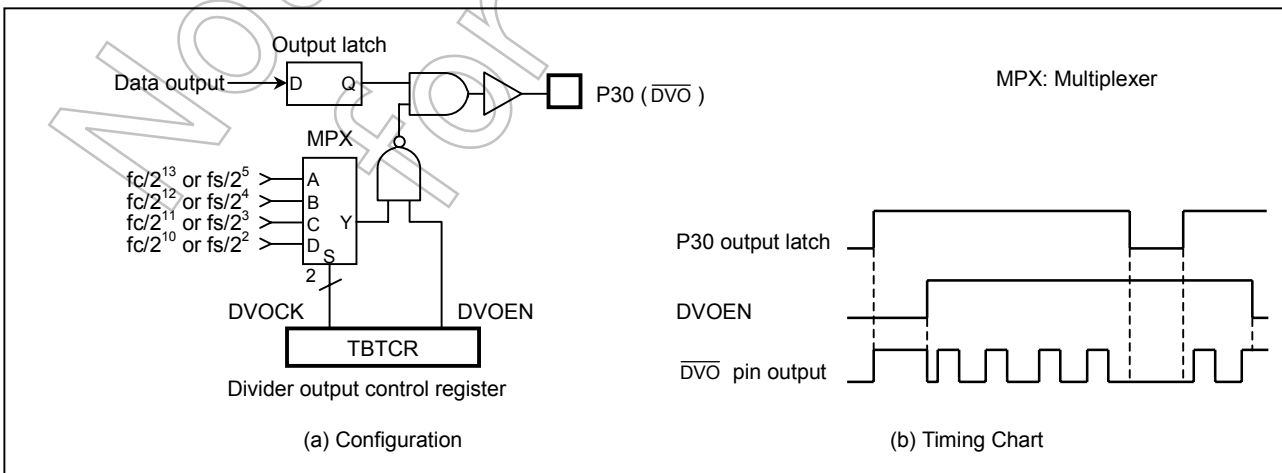 Output latch
Data output
D Q
P30 ( DVO )
MPX: Multiplexer
MPX
fc/2^13 or fs/2^5
A
fc/2^12 or fs/2^4
B
fc/2^11 or fs/2^3
C
Y
fc/2^10 or fs/2^2
D
S
2
DVOCK
DVOEN
TBTCR
Divider output control register
(a) Configuration
P30 output latch
DVOEN
DVO pin output
(b) Timing Chart